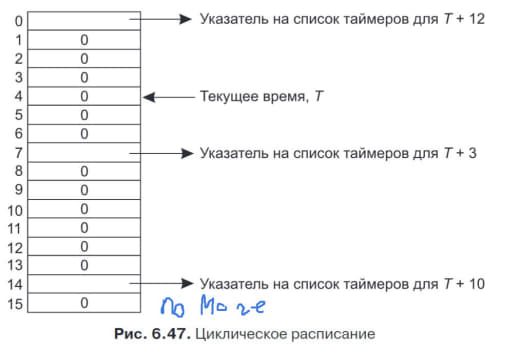 0 Указатель на список таймеров для T + 12
1 0
2 0
3 0
4 0 Текущее время, T
5 0
6 0
7 Указатель на список таймеров для T + 3
8 0
9 0
10 0
11 0
12 0
13 0
14 Указатель на список таймеров для T + 10
15 0 по
Рис. 6.47. Циклическое расписание